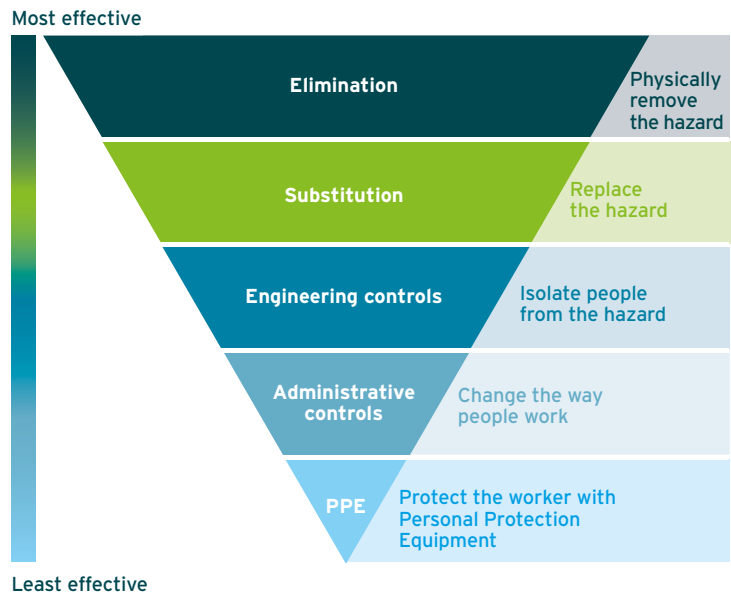 Most effective
Elimination
Physically
remove
the hazard
Substitution
Replace
the hazard
Engineering controls
Isolate people
from the hazard
Administrative
controls
Change the way
people work
PPE
Protect the worker with
Personal Protection
Equipment
Least effective